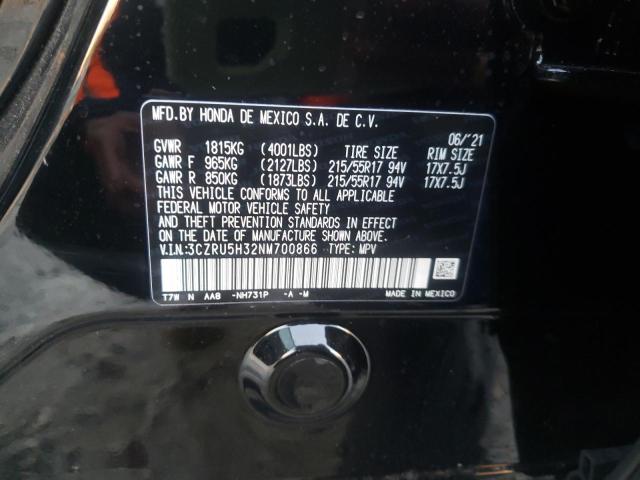 MFD.BY HONDA DE MEXICO S.A. DE C.V.
06/'21
GVWR 1815KG (4001LBS) TIRE SIZE RIM SIZE
GAWR F 965KG (2127LBS) 215/55R17 94V 17X7.5J
GAWR R 850KG (1873LBS) 215/55R17 94V 17X7.5J
THIS VEHICLE CONFORMS TO ALL APPLICABLE
FEDERAL MOTOR VEHICLE SAFETY
AND THEFT PREVENTION STANDARDS IN EFFECT
ON DATE OF MANUFACTURE SHOWN ABOVE.
V.I.N.:3CZRU5H32NM700866 TYPE: MPV
T7W N AA8 -NH731P -A -M MADE IN MEXICO